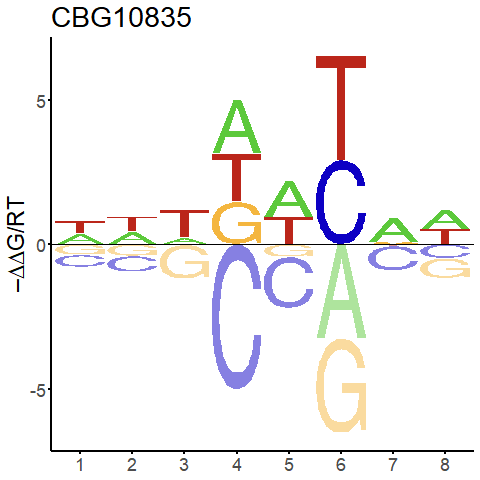 CBG10835
−ΔΔG/RT
5
0
-5
T T T A A T A A
A A A T T C T
G
G G G C G A C C
C C C G G
1 2 3 4 5 6 7 8